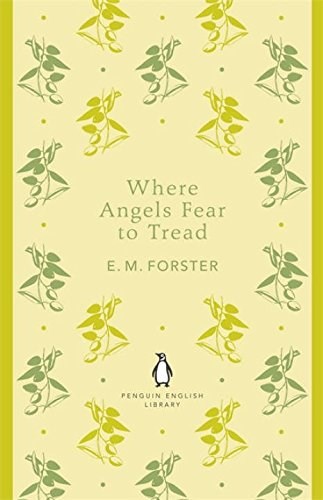 Where
Angels Fear
to Tread
E. M. FORSTER
PENGUIN ENGLISH
LIBRARY